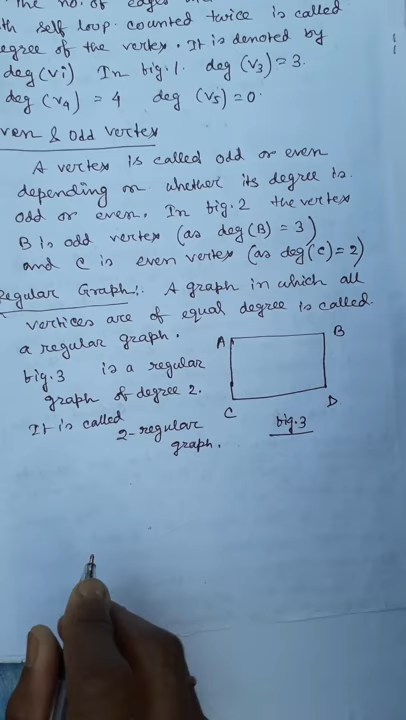 the no. of edges
th self loop counted twice is called
egree of the vertex. It is denoted by
deg(vi) In fig.1. deg (V3)=3.
deg (V4) = 4 deg (V5)=0.
ven & odd vertex
A vertex is called odd or even
depending on whether its degree is
odd or even. In fig.2 the vertex
B is odd vertex (as deg(B) = 3)
and C is even vertex (as deg(C)=2)
Regular Graph:. A graph in which all
vertices are of equal degree is called
a regular graph.
A B
fig.3 is a regular
graph of degree 2.
C D
It is called
fig.3
2-regular
graph.